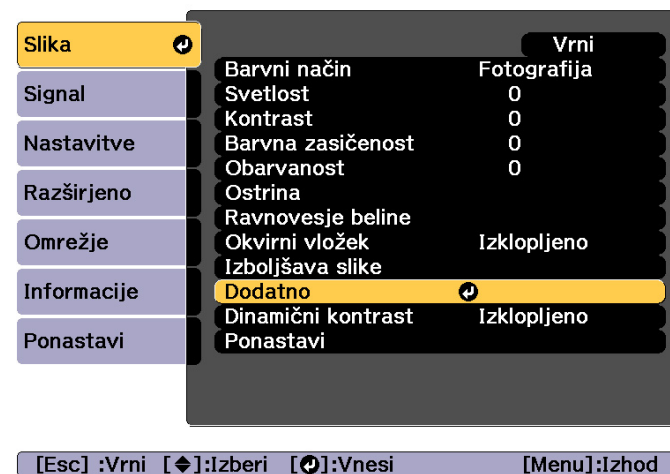 Slika
Signal
Nastavitve
Razširjeno
Omrežje
Informacije
Ponastavi
Vrni
Barvni način Fotografija
Svetlost 0
Kontrast 0
Barvna zasičenost 0
Obarvanost 0
Ostrina
Ravnovesje beline
Okvirni vložek Izklopljeno
Izboljšava slike
Dodatno
Dinamični kontrast Izklopljeno
Ponastavi
[Esc] :Vrni [◆]:Izberi [↲]:Vnesi [Menu]:Izhod